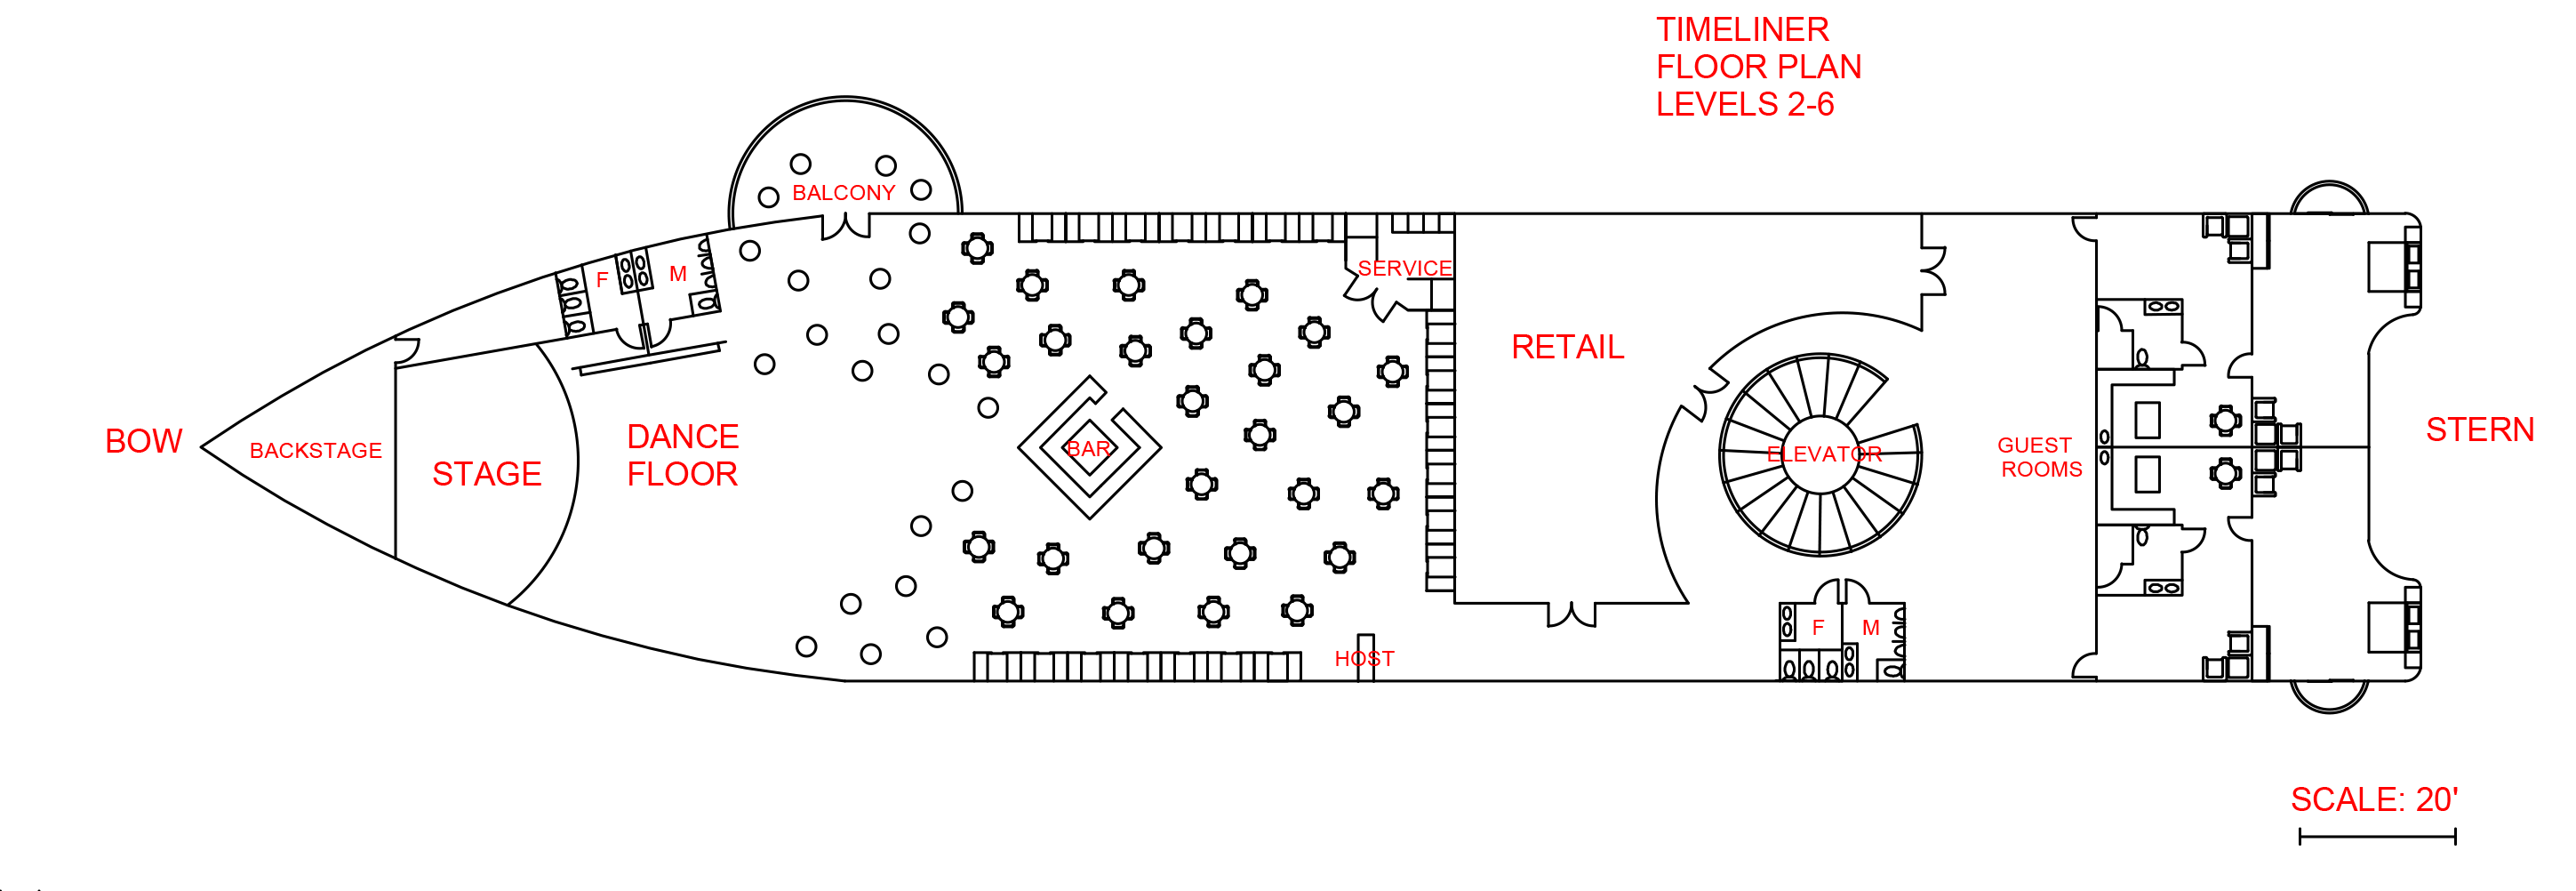 TIMELINER
FLOOR PLAN
LEVELS 2-6
BALCONY
F
M
SERVICE
RETAIL
BOW
BACKSTAGE
STAGE
DANCE
FLOOR
BAR
ELEVATOR
GUEST
ROOMS
STERN
F
M
HOST
SCALE: 20'